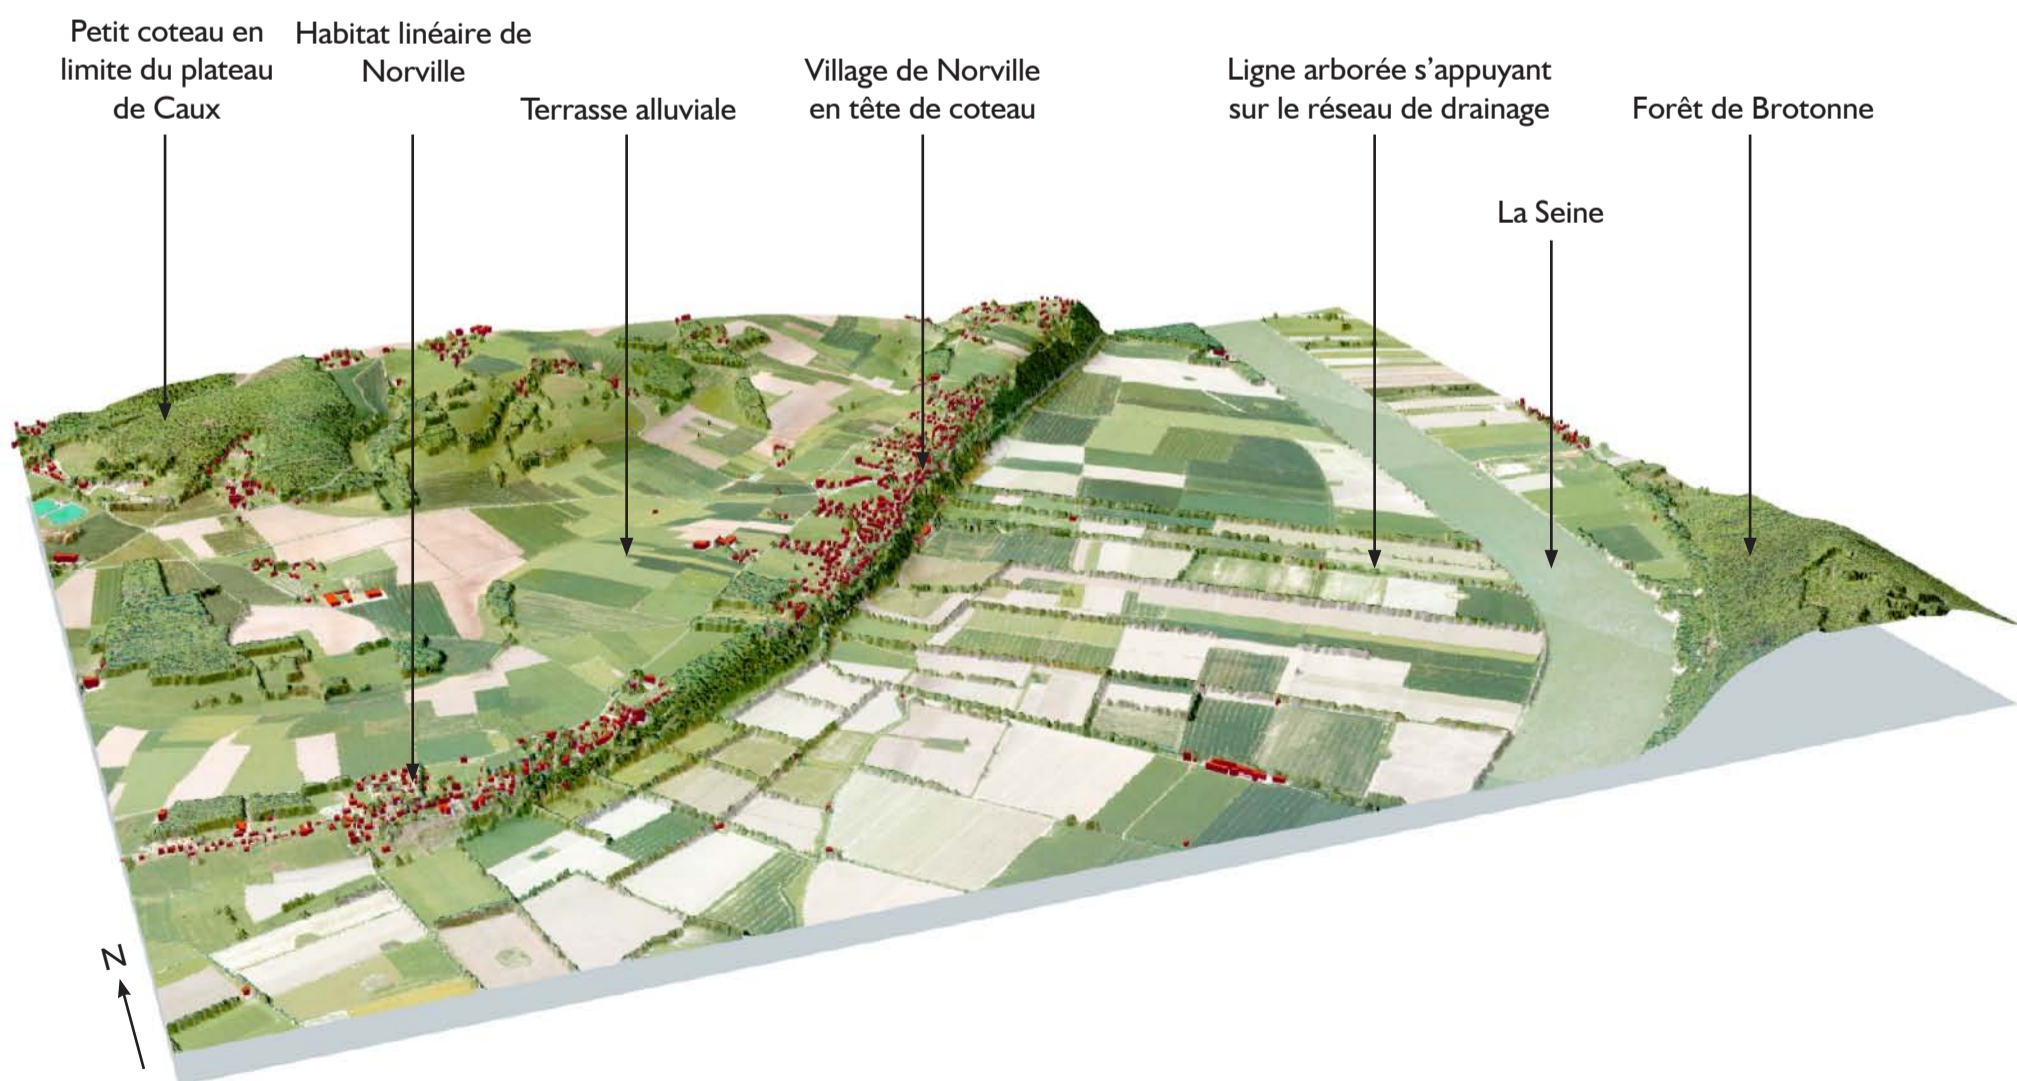 Petit coteau en
limite du plateau
de Caux
Habitat linéaire de
Norville
Terrasse alluviale
Village de Norville
en tête de coteau
Ligne arborée s'appuyant
sur le réseau de drainage
La Seine
Forêt de Brotonne
N